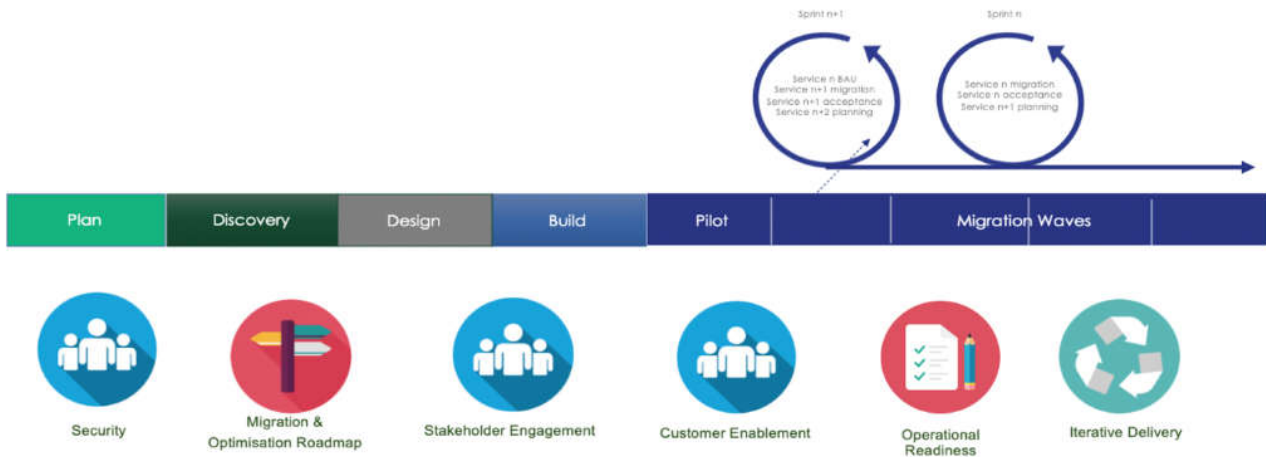 Sprint n+1
Sprint n
Service n BAU
Service n+1 migration
Service n+1 acceptance
Service n+2 planning
Service n migration
Service n acceptance
Service n+1 planning
Plan
Discovery
Design
Build
Pilot
Migration Waves
Security
Migration &
Optimisation Roadmap
Stakeholder Engagement
Customer Enablement
Operational
Readiness
Iterative Delivery